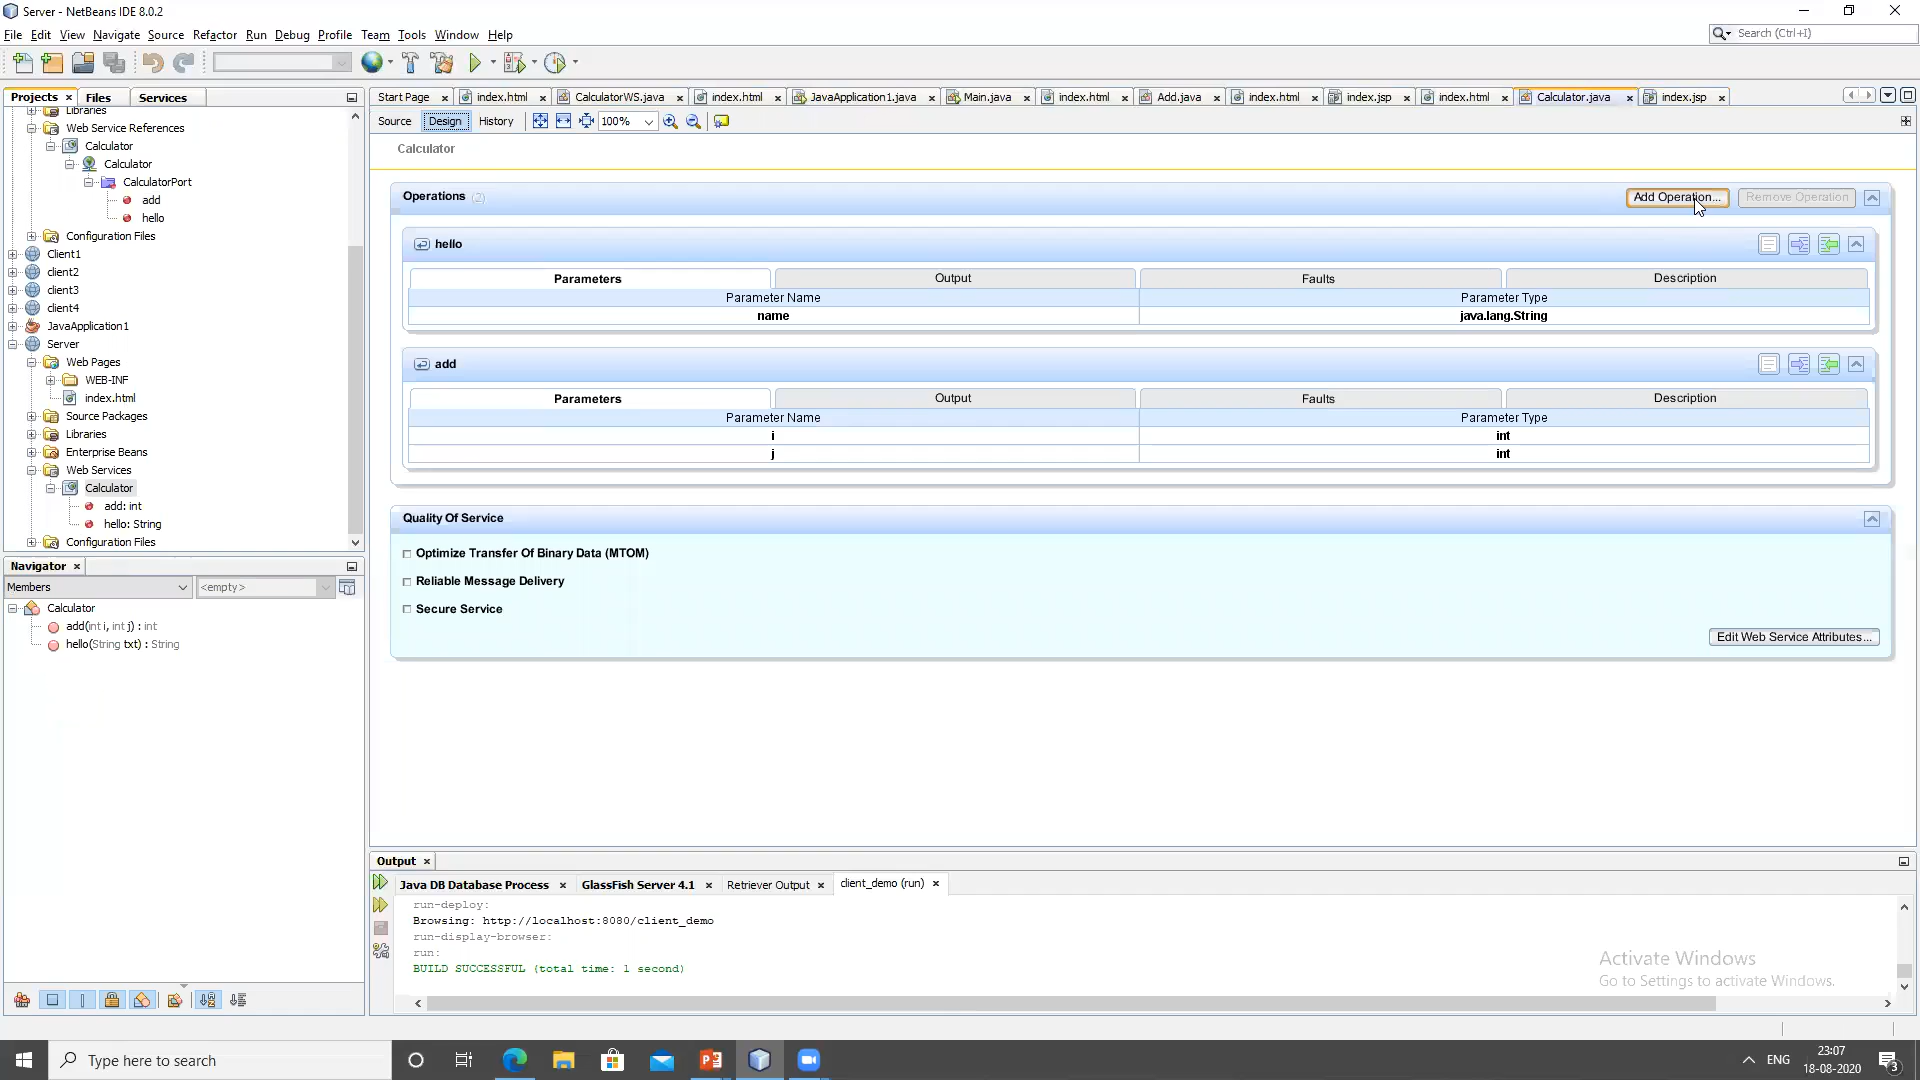 Server - NetBeans IDE 8.0.2
File Edit View Navigate Source Refactor Run Debug Profile Team Tools Window Help
Search (Ctrl+I)
Projects Files Services
Libraries
Web Service References
Calculator
Calculator
CalculatorPort
add
hello
Configuration Files
Client1
client2
client3
client4
JavaApplication1
Server
Web Pages
WEB-INF
index.html
Source Packages
Libraries
Enterprise Beans
Web Services
Calculator
add: int
hello: String
Configuration Files
Navigator
Members <empty>
Calculator
add(int i, int j) : int
hello(String txt) : String
Start Page index.html CalculatorWS.java index.html JavaApplication1.java Main.java index.html Add.java index.html index.jsp index.html Calculator.java index.jsp
Source Design History 100%
Calculator
Operations (2) Add Operation... Remove Operation
hello
Parameters Output Faults Description
Parameter Name Parameter Type
name java.lang.String
add
Parameters Output Faults Description
Parameter Name Parameter Type
i int
j int
Quality Of Service
Optimize Transfer Of Binary Data (MTOM)
Reliable Message Delivery
Secure Service
Edit Web Service Attributes...
Output
Java DB Database Process GlassFish Server 4.1 Retriever Output client_demo (run)
run-deploy:
Browsing: http://localhost:8080/client_demo
run-display-browser:
run:
BUILD SUCCESSFUL (total time: 1 second)
Activate Windows
Go to Settings to activate Windows.
Type here to search
ENG
23:07
18-08-2020
3